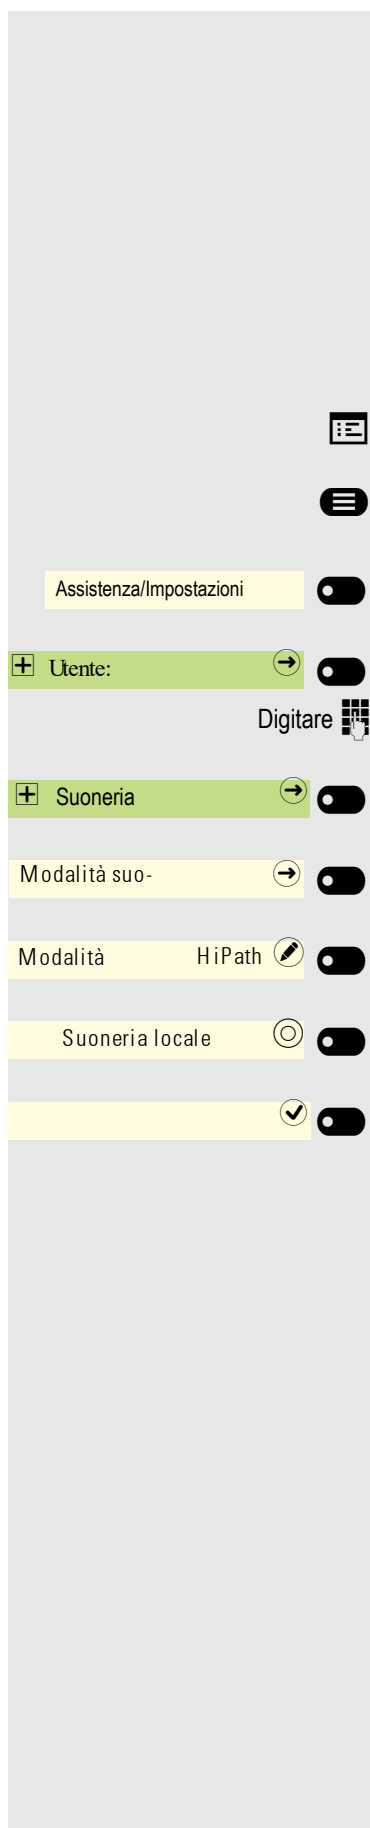 Assistenza/Impostazioni
Utente:
Digitare
Suoneria
Modalità suo-
Modalità HiPath
Suoneria locale